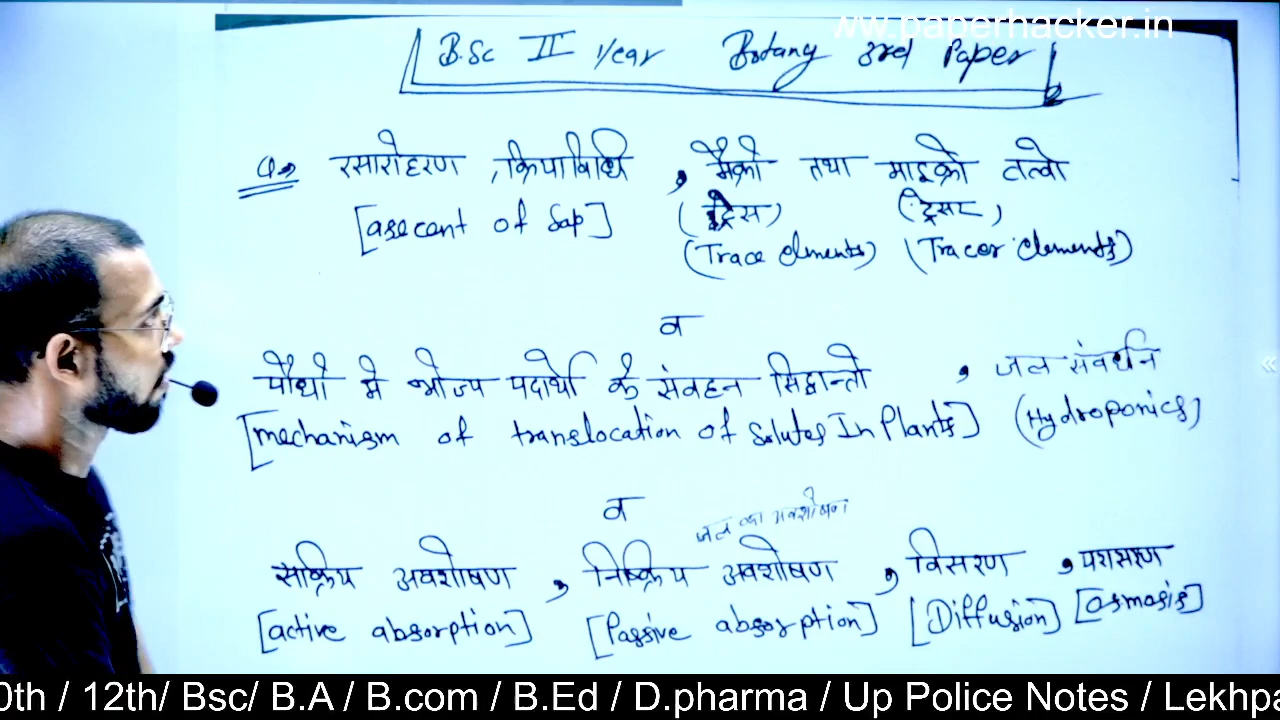 www.paperhacker.in
B.Sc III year Botany 3rd Paper
Q⇒ रसारोहरण , क्रियाविधि , मैक्रो तथा माइक्रो तत्वो
[asecent of Sap] (ट्रेस) (ट्रेसर)
(Trace elements) (Tracer elements)
व
पौधो मे भोज्य पदार्थो के संवहन सिद्वान्तो , जल संवर्धन
[mechanism of translocation of Solutes In Plants] (Hydroponics)
व
जल का अवशोषण
सक्रिय अवशोषण , निष्क्रिय अवशोषण , विसरण , परासरण
[active absorption] [Passive absorption] [Diffusion] [osmosis]
0th / 12th/ Bsc/ B.A / B.com / B.Ed / D.pharma / Up Police Notes / Lekhpa